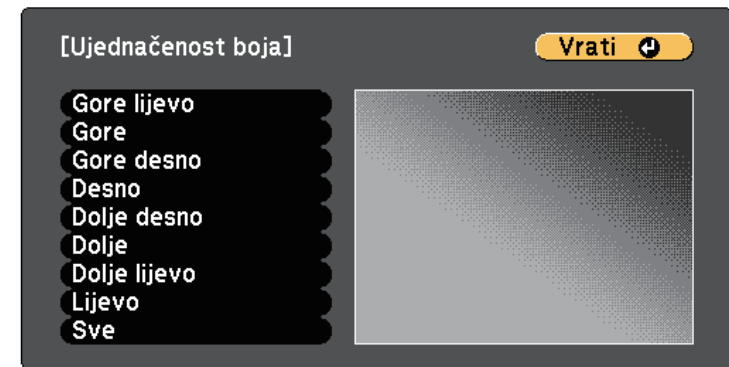 [Ujednačenost boja]
Vrati
Gore lijevo
Gore
Gore desno
Desno
Dolje desno
Dolje
Dolje lijevo
Lijevo
Sve